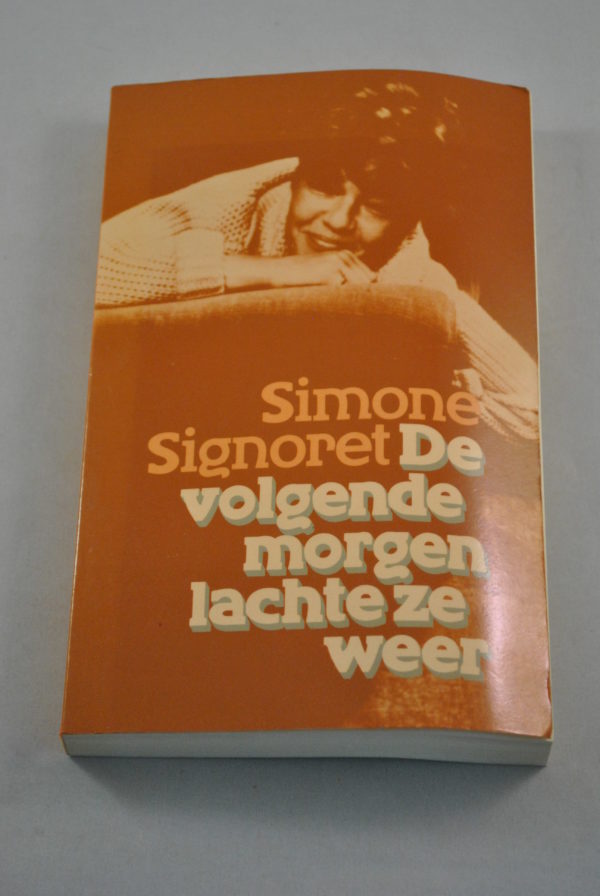 Simone
Signoret De
volgende
morgen
lachte ze
weer